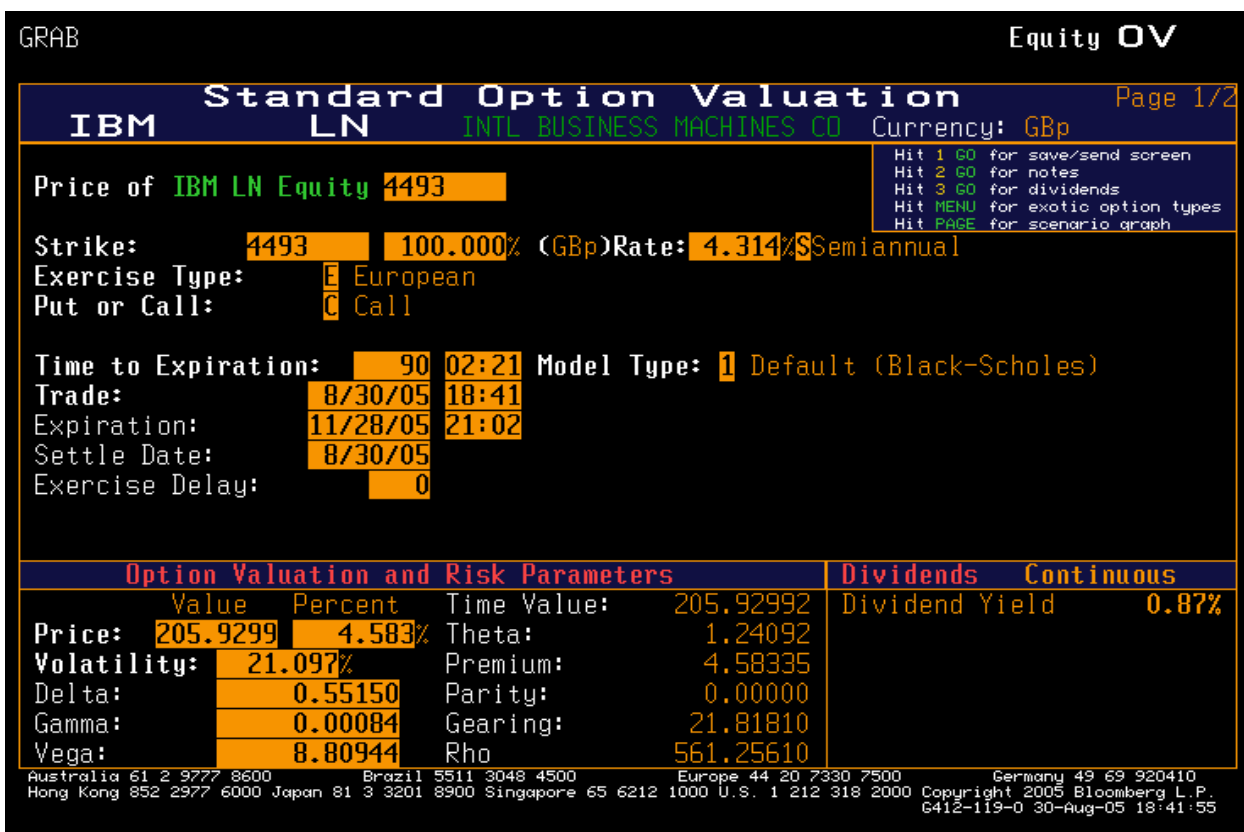 GRAB Equity OV
Standard Option Valuation Page 1/2
IBM LN INTL BUSINESS MACHINES CO Currency: GBp
Hit 1 GO for save/send screen
Hit 2 GO for notes
Hit 3 GO for dividends
Hit MENU for exotic option types
Hit PAGE for scenario graph
Price of IBM LN Equity 4493
Strike: 4493 100.000% (GBp)Rate: 4.314%SSemiannual
Exercise Type: E European
Put or Call: C Call
Time to Expiration: 90 02:21 Model Type: 1 Default (Black-Scholes)
Trade: 8/30/05 18:41
Expiration: 11/28/05 21:02
Settle Date: 8/30/05
Exercise Delay: 0
Option Valuation and Risk Parameters Dividends Continuous
Value Percent Time Value: 205.92992 Dividend Yield 0.87%
Price: 205.9299 4.583% Theta: 1.24092
Volatility: 21.097% Premium: 4.58335
Delta: 0.55150 Parity: 0.00000
Gamma: 0.00084 Gearing: 21.81810
Vega: 8.80944 Rho 561.25610
Australia 61 2 9777 8600 Brazil 5511 3048 4500 Europe 44 20 7330 7500 Germany 49 69 920410
Hong Kong 852 2977 6000 Japan 81 3 3201 8900 Singapore 65 6212 1000 U.S. 1 212 318 2000 Copyright 2005 Bloomberg L.P.
G412-119-0 30-Aug-05 18:41:55